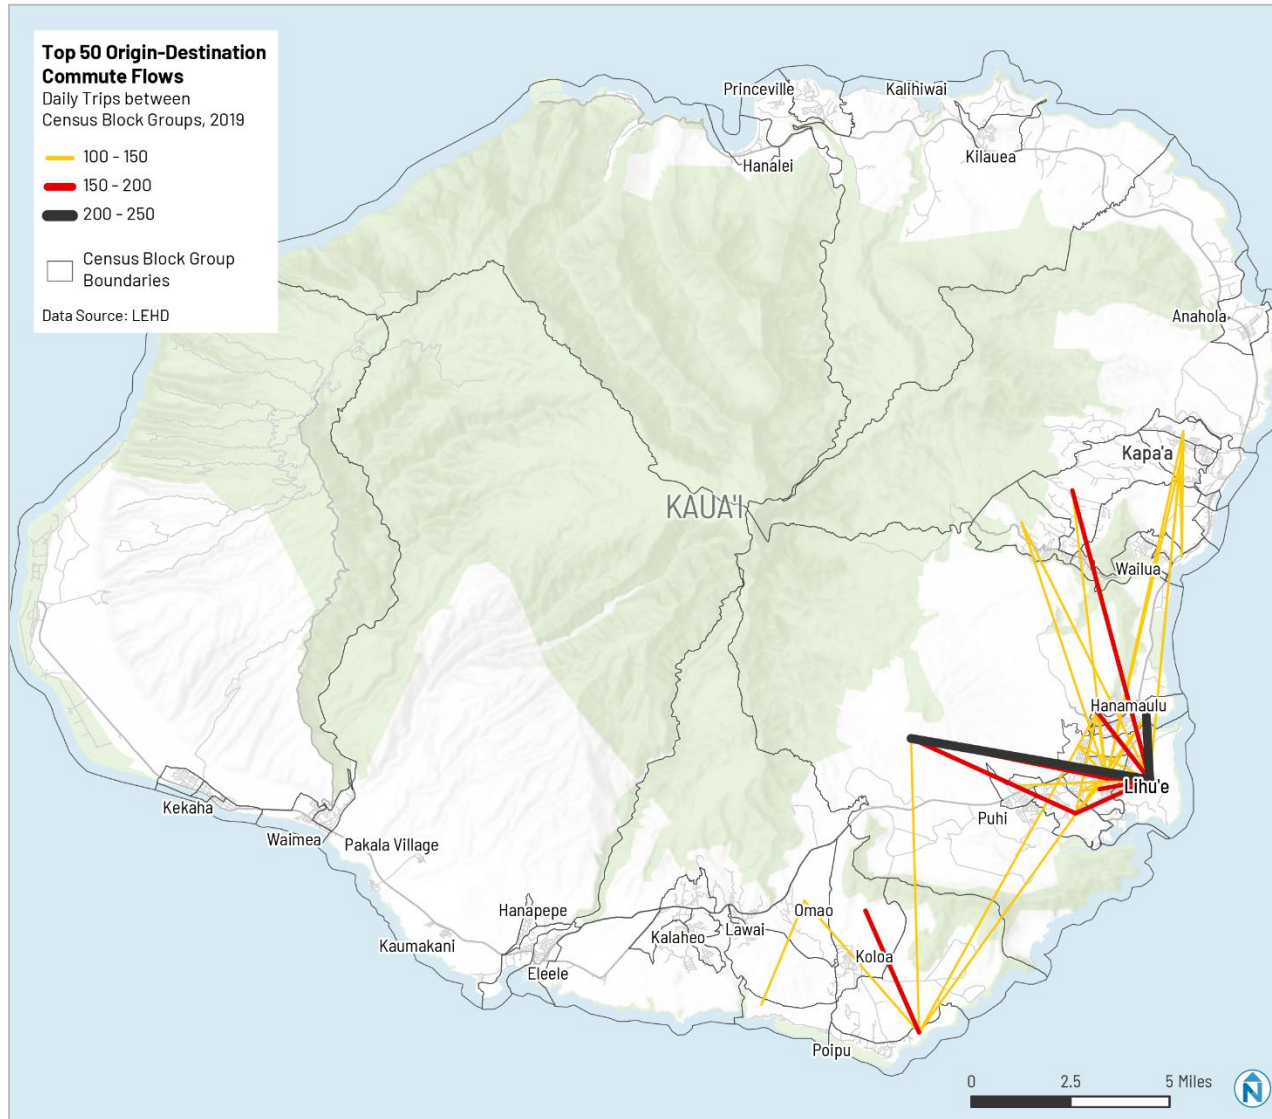 Top 50 Origin-Destination
Commute Flows
Daily Trips between
Census Block Groups, 2019
100 - 150
150 - 200
200 - 250
Census Block Group
Boundaries
Data Source: LEHD
Princeville
Kalihiwai
Hanalei
Kilauea
Anahola
Kapa'a
KAUA'I
Wailua
Hanamaulu
Lihu'e
Puhi
Kekaha
Waimea
Pakala Village
Hanapepe
Omao
Kalaheo
Lawai
Kaumakani
Koloa
Eleele
Poipu
0 2.5 5 Miles
N